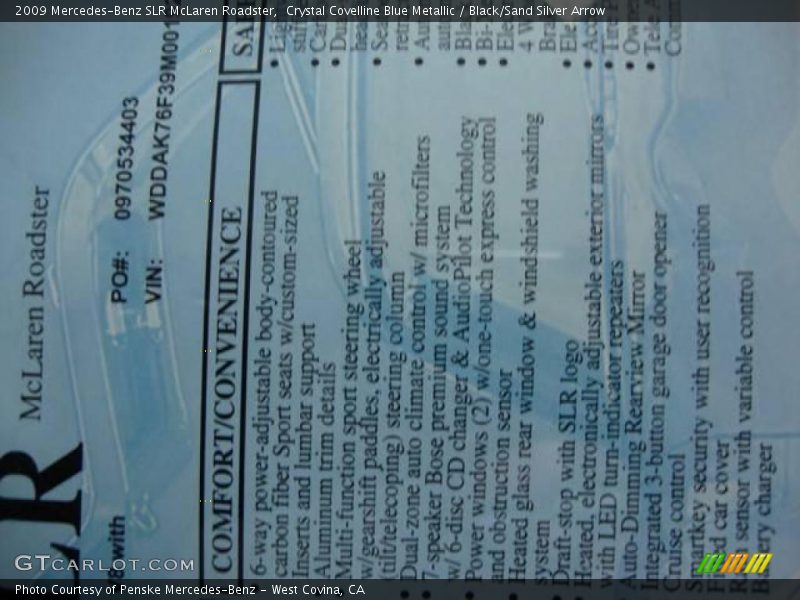 2009 Mercedes-Benz SLR McLaren Roadster, Crystal Covelline Blue Metallic / Black/Sand Silver Arrow
McLaren Roadster
PO#: 0970534403
VIN: WDDAK76F39M001
with
COMFORT/CONVENIENCE
6-way power-adjustable body-contoured
carbon fiber Sport seats w/custom-sized
Inserts and lumbar support
Aluminum trim details
Multi-function sport steering wheel
w/gearshift paddles, electrically adjustable
(tilt/telecoping) steering column
• Dual-zone auto climate control w/ microfilters
• 7-speaker Bose premium sound system
w/ 6-disc CD changer & AudioPilot Technology
• Power windows (2) w/one-touch express control
and obstruction sensor
• Heated glass rear window & windshield washing
system
Draft-stop with SLR logo
Heated, electronically adjustable exterior mirrors
with LED turn-indicator repeaters
Auto-Dimming Rearview Mirror
Integrated 3-button garage door opener
Cruise control
Smartkey security with user recognition
car cover
sensor with variable control
Battery charger
GTCARLOT.COM
Photo Courtesy of Penske Mercedes-Benz - West Covina, CA